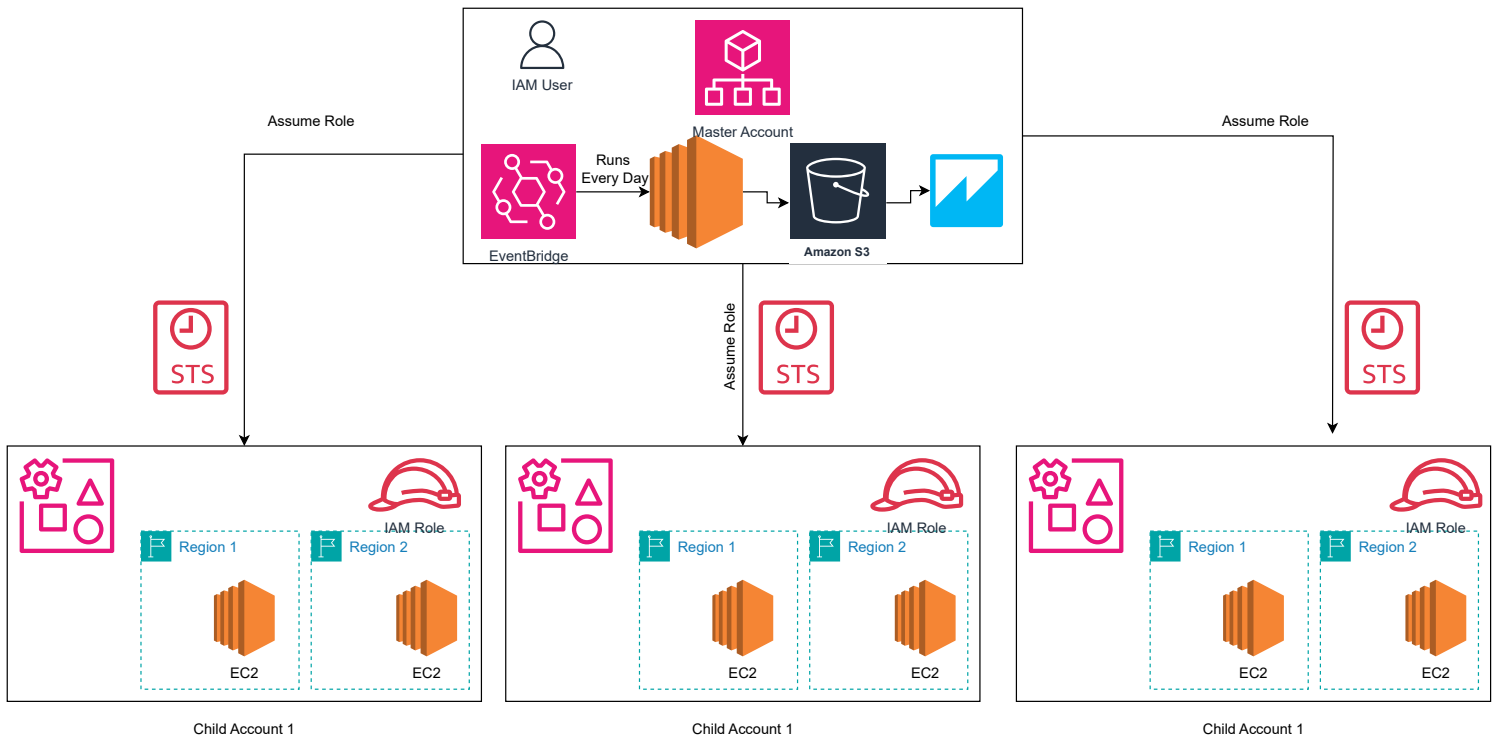 IAM User
Master Account
Assume Role
Assume Role
Runs
Every Day
EventBridge
Amazon S3
STS
Assume Role
STS
STS
IAM Role
Region 1
Region 2
EC2
EC2
Child Account 1
IAM Role
Region 1
Region 2
EC2
EC2
Child Account 1
IAM Role
Region 1
Region 2
EC2
EC2
Child Account 1